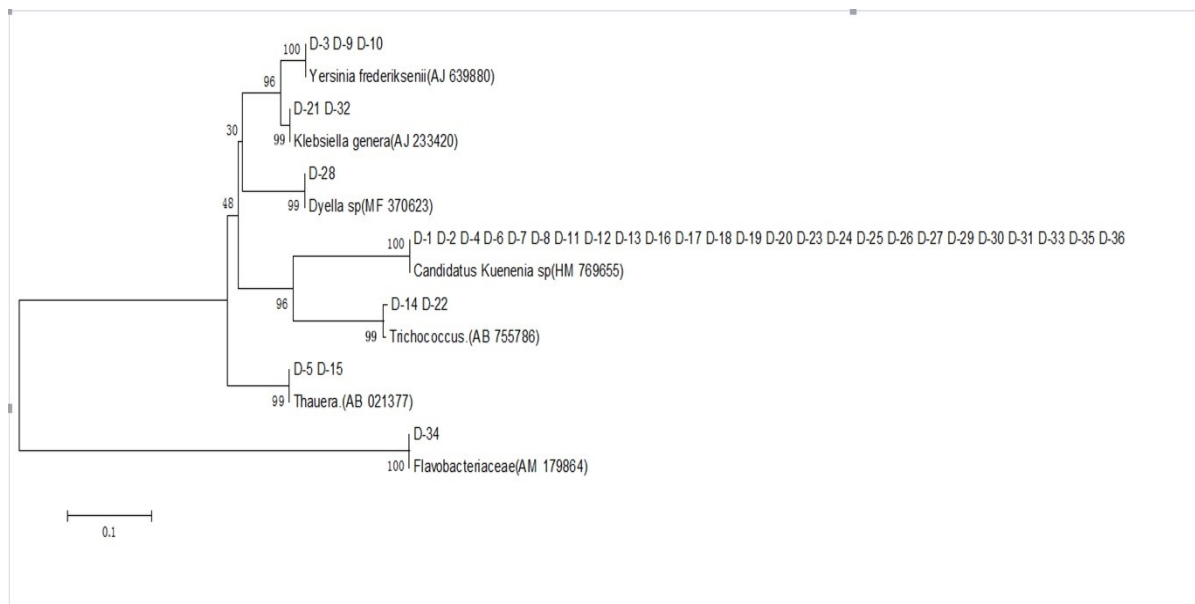 D-3 D-9 D-10
100
Yersinia frederiksenii(AJ 639880)
96
D-21 D-32
30
99
Klebsiella genera(AJ 233420)
D-28
48
99
Dyella sp(MF 370623)
100
D-1 D-2 D-4 D-6 D-7 D-8 D-11 D-12 D-13 D-16 D-17 D-18 D-19 D-20 D-23 D-24 D-25 D-26 D-27 D-29 D-30 D-31 D-33 D-35 D-36
Candidatus Kuenenia sp(HM 769655)
96
D-14 D-22
99
Trichococcus.(AB 755786)
D-5 D-15
99
Thauera.(AB 021377)
D-34
100
Flavobacteriaceae(AM 179864)
0.1